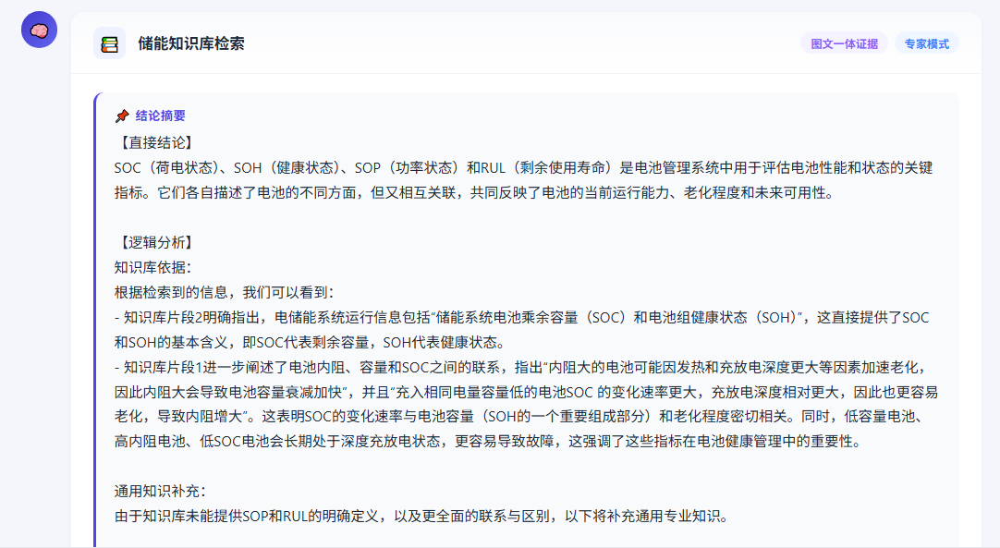 储能知识库检索
图文一体证据
专家模式
结论摘要
【直接结论】
SOC（荷电状态）、SOH（健康状态）、SOP（功率状态）和RUL（剩余使用寿命）是电池管理系统中用于评估电池性能和状态的关键
指标。它们各自描述了电池的不同方面，但又相互关联，共同反映了电池的当前运行能力、老化程度和未来可用性。
【逻辑分析】
知识库依据：
根据检索到的信息，我们可以看到：
- 知识库片段2明确指出，电储能系统运行信息包括“储能系统电池乘余容量（SOC）和电池组健康状态（SOH）”，这直接提供了SOC
和SOH的基本含义，即SOC代表剩余容量，SOH代表健康状态。
- 知识库片段1进一步阐述了电池内阻、容量和SOC之间的联系，指出“内阻大的电池可能因发热和充放电深度更大等因素加速老化，
因此内阻大会导致电池容量衰减加快”，并且“充入相同电量容量低的电池SOC 的变化速率更大，充放电深度相对更大，因此也更容易
老化，导致内阻增大”。这表明SOC的变化速率与电池容量（SOH的一个重要组成部分）和老化程度密切相关。同时，低容量电池、
高内阻电池、低SOC电池会长期处于深度充放电状态，更容易导致故障，这强调了这些指标在电池健康管理中的重要性。
通用知识补充：
由于知识库未能提供SOP和RUL的明确定义，以及更全面的联系与区别，以下将补充通用专业知识。